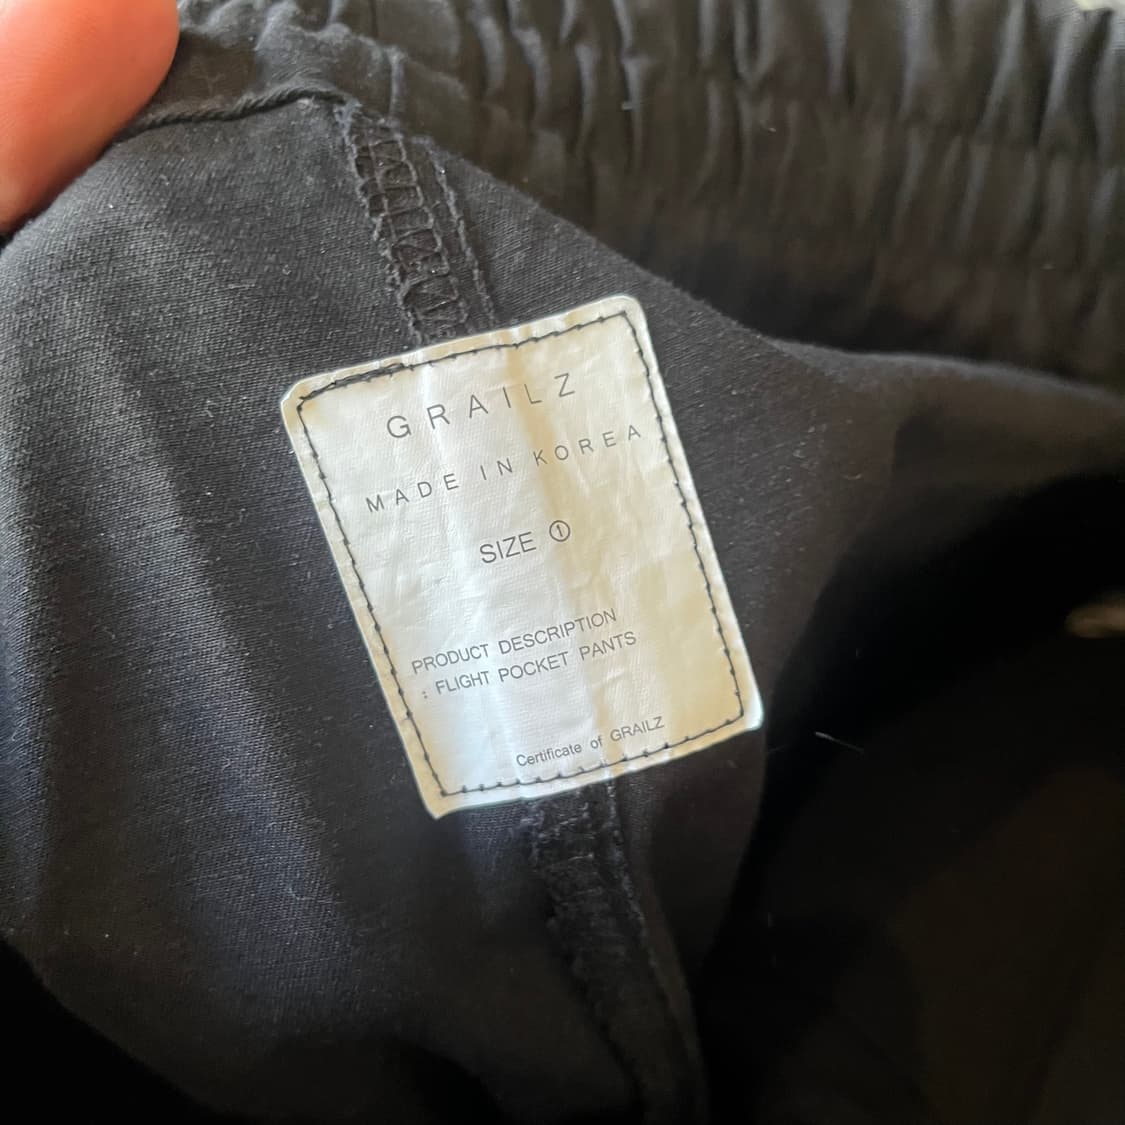 GRAILZ
MADE IN KOREA
SIZE ①
PRODUCT DESCRIPTION
: FLIGHT POCKET PANTS
Certificate of GRAILZ